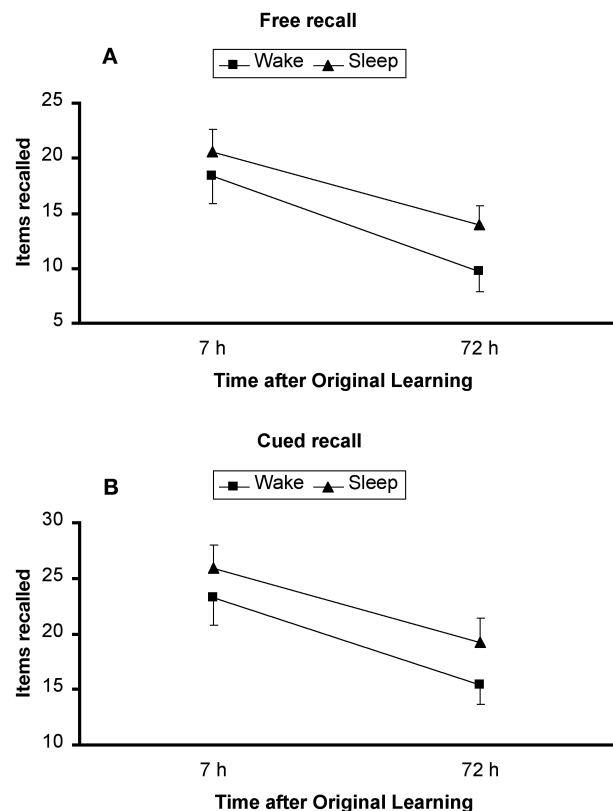 Free recall
A
Wake Sleep
25
20
15
10
5
Items recalled
7 h 72 h
Time after Original Learning
Cued recall
B
Wake Sleep
30
25
20
15
10
Items recalled
7 h 72 h
Time after Original Learning